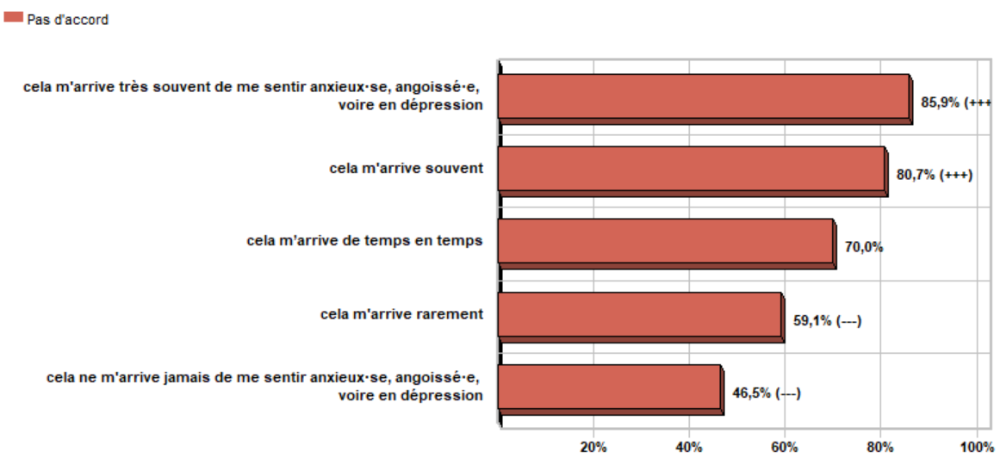 Pas d'accord
cela m'arrive très souvent de me sentir anxieux·se, angoissé·e,
voire en dépression
85,9% (+++
cela m'arrive souvent
80,7% (+++)
cela m'arrive de temps en temps
70,0%
cela m'arrive rarement
59,1% (---)
cela ne m'arrive jamais de me sentir anxieux·se, angoissé·e,
voire en dépression
46,5% (---)
20% 40% 60% 80% 100%